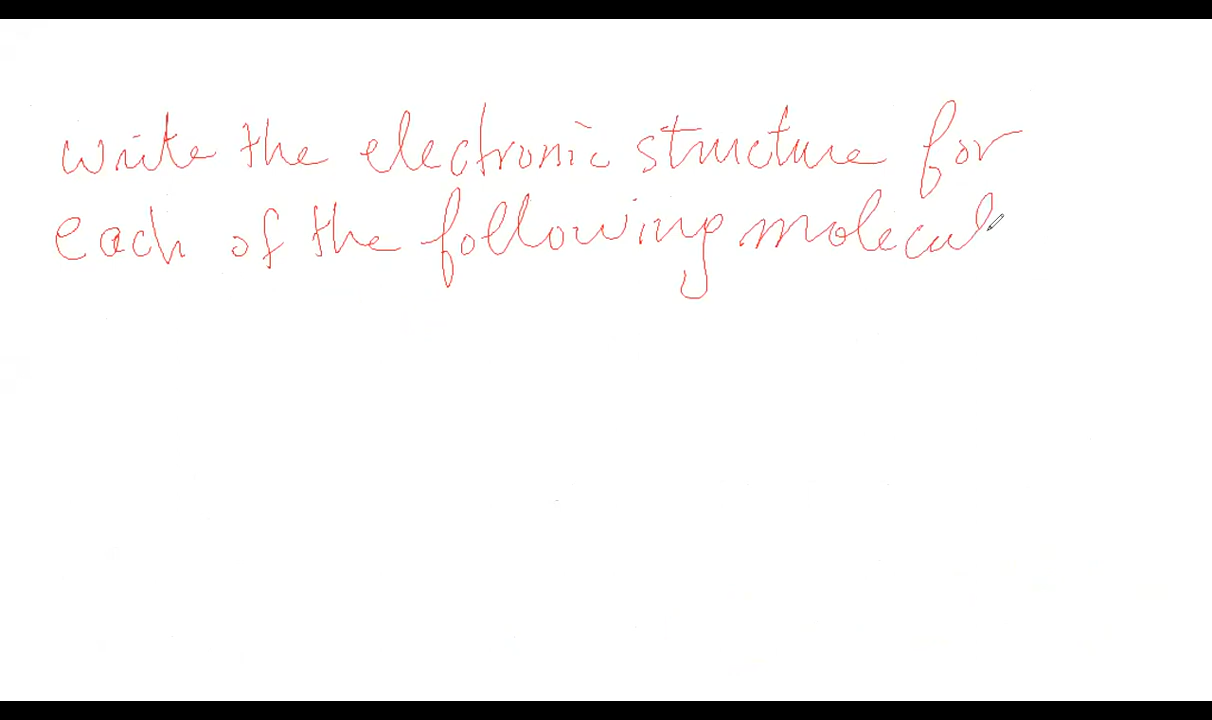 write the electronic structure for
each of the following molecul